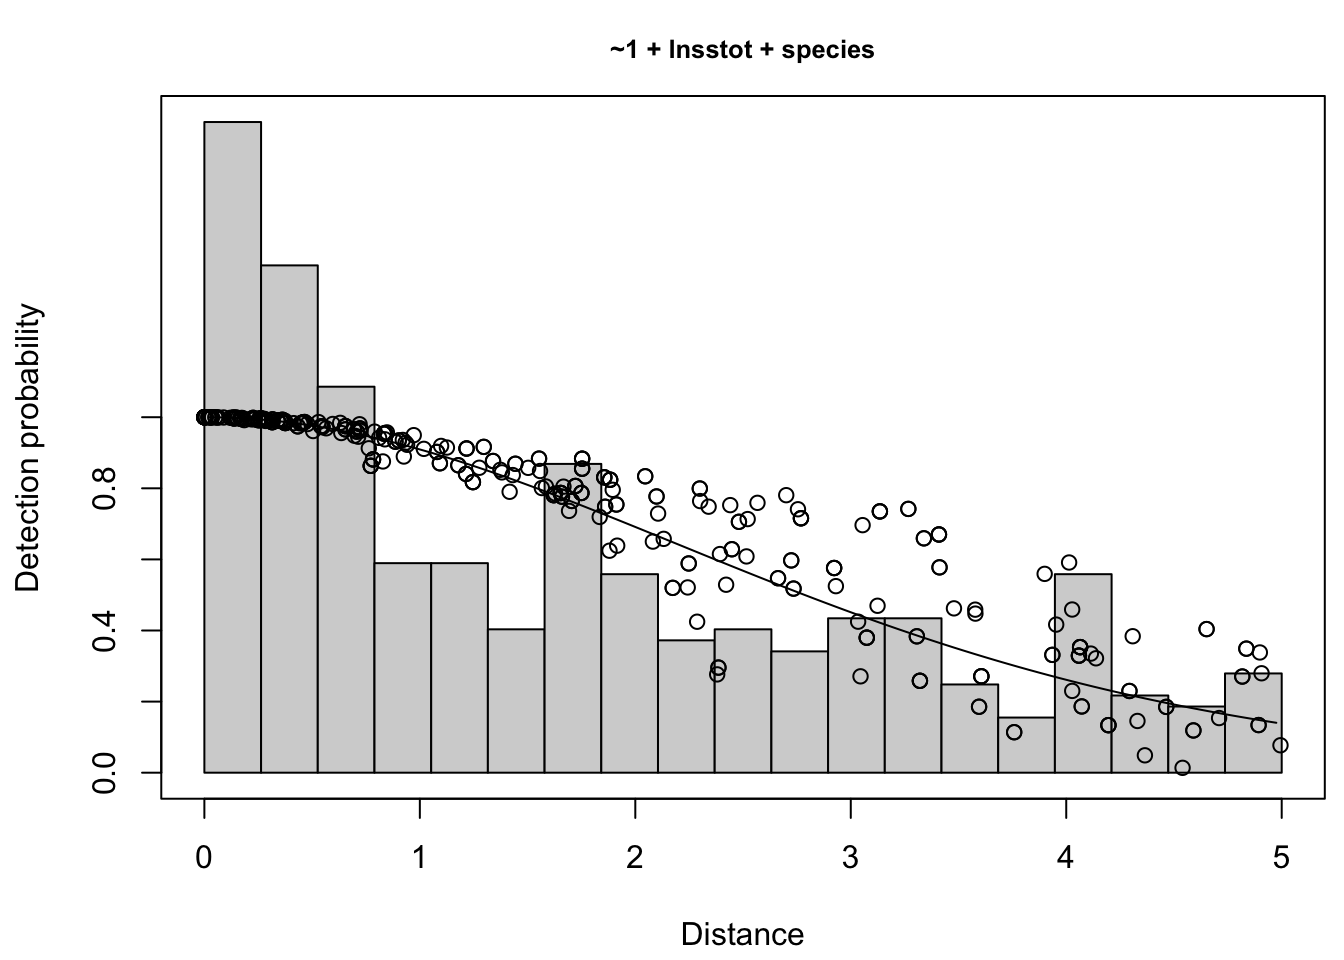 ~1 + lnsstot + species
Detection probability
0.8
0.4
0.0
0 1 2 3 4 5
Distance